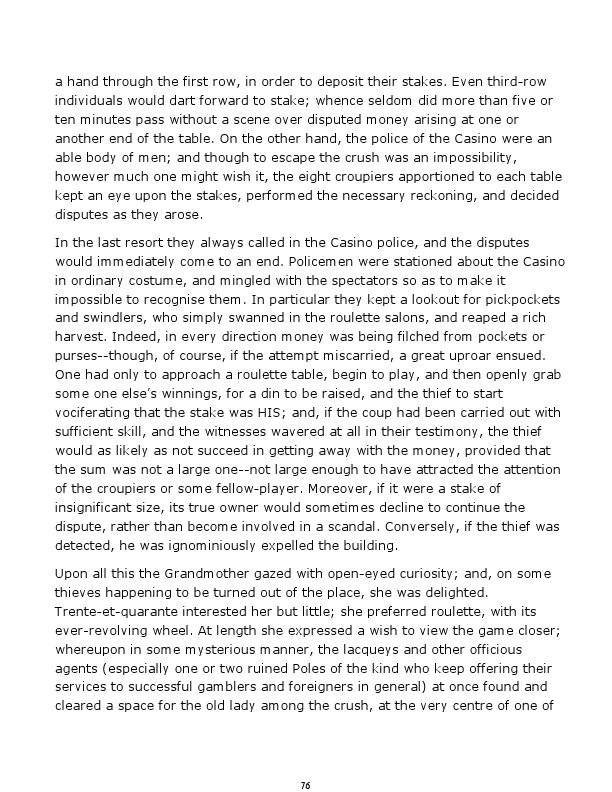 a hand through the first row, in order to deposit their stakes. Even third-row
individuals would dart forward to stake; whence seldom did more than five or
ten minutes pass without a scene over disputed money arising at one or
another end of the table. On the other hand, the police of the Casino were an
able body of men; and though to escape the crush was an impossibility,
however much one might wish it, the eight croupiers apportioned to each table
kept an eye upon the stakes, performed the necessary reckoning, and decided
disputes as they arose.
In the last resort they always called in the Casino police, and the disputes
would immediately come to an end. Policemen were stationed about the Casino
in ordinary costume, and mingled with the spectators so as to make it
impossible to recognise them. In particular they kept a lookout for pickpockets
and swindlers, who simply swanned in the roulette salons, and reaped a rich
harvest. Indeed, in every direction money was being filched from pockets or
purses--though, of course, if the attempt miscarried, a great uproar ensued.
One had only to approach a roulette table, begin to play, and then openly grab
some one else's winnings, for a din to be raised, and the thief to start
vociferating that the stake was HIS; and, if the coup had been carried out with
sufficient skill, and the witnesses wavered at all in their testimony, the thief
would as likely as not succeed in getting away with the money, provided that
the sum was not a large one--not large enough to have attracted the attention
of the croupiers or some fellow-player. Moreover, if it were a stake of
insignificant size, its true owner would sometimes decline to continue the
dispute, rather than become involved in a scandal. Conversely, if the thief was
detected, he was ignominiously expelled the building.
Upon all this the Grandmother gazed with open-eyed curiosity; and, on some
thieves happening to be turned out of the place, she was delighted.
Trente-et-quarante interested her but little; she preferred roulette, with its
ever-revolving wheel. At length she expressed a wish to view the game closer;
whereupon in some mysterious manner, the lacqueys and other officious
agents (especially one or two ruined Poles of the kind who keep offering their
services to successful gamblers and foreigners in general) at once found and
cleared a space for the old lady among the crush, at the very centre of one of
76